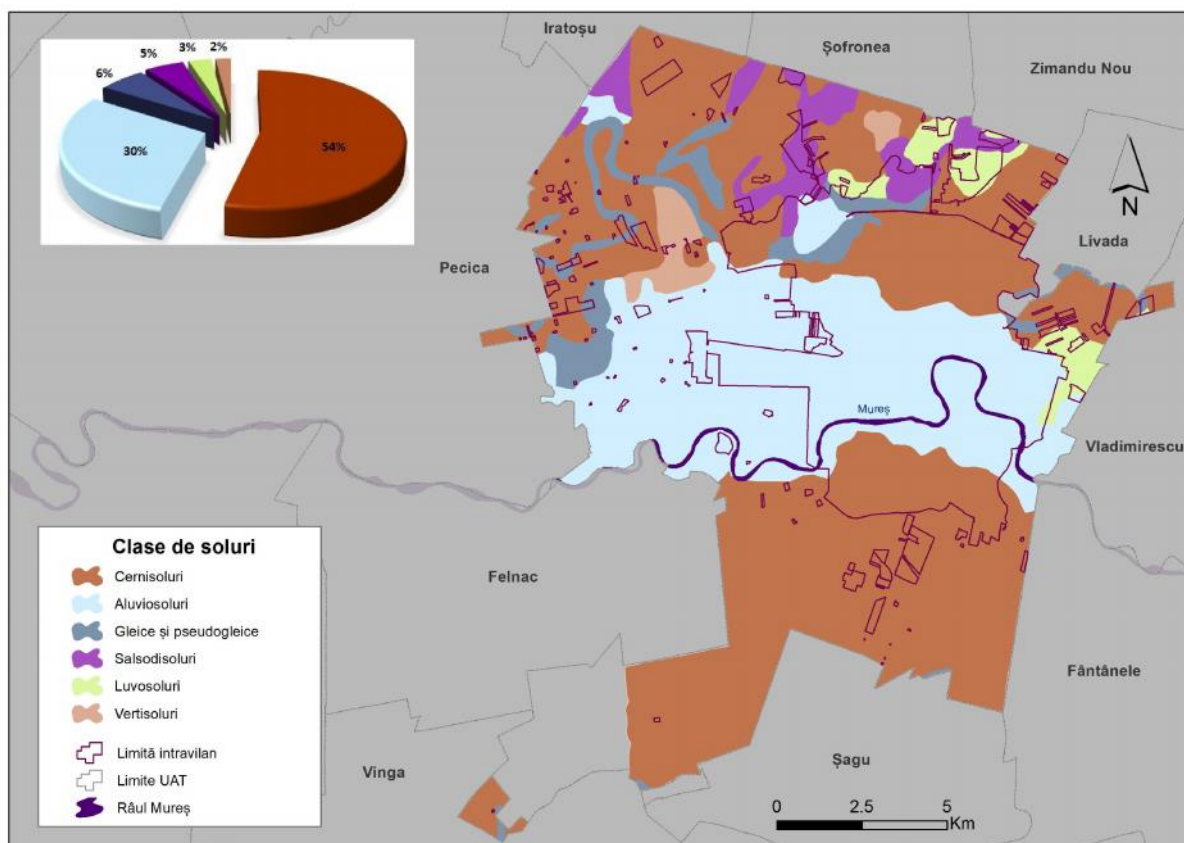 Iratoșu
Șofronea
Zimandu Nou
3%
2%
5%
6%
30%
54%
N
Livada
Pecica
Mureș
Vladimirescu
Clase de soluri
Cernisoluri
Aluviosoluri
Gleice și pseudogleice
Salsodisoluri
Luvosoluri
Vertisoluri
Limită intravilan
Limite UAT
Râul Mureș
Felnac
Fântânele
Vinga
Șagu
0 2.5 5
Km